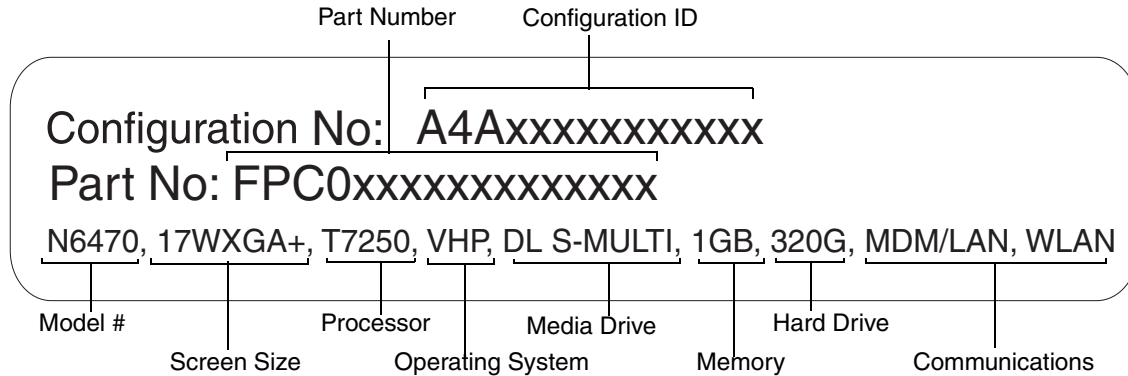 Part Number Configuration ID
Configuration No: A4Axxxxxxxxxxx
Part No: FPC0xxxxxxxxxxxxx
N6470, 17WXGA+, T7250, VHP, DL S-MULTI, 1GB, 320G, MDM/LAN, WLAN
Model # Processor Media Drive Hard Drive
Screen Size Operating System Memory Communications